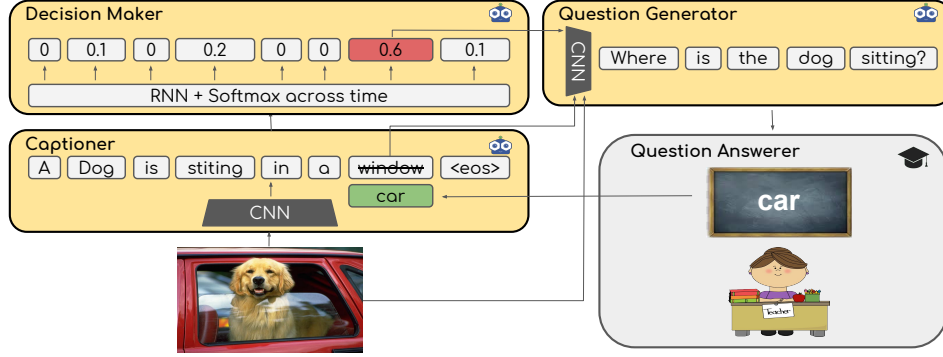 Decision Maker
0 0.1 0 0.2 0 0 0.6 0.1
RNN + Softmax across time
Captioner
A Dog is stiting in a window <eos>
car
CNN
Question Generator
CNN
Where is the dog sitting?
Question Answerer
car
Teacher